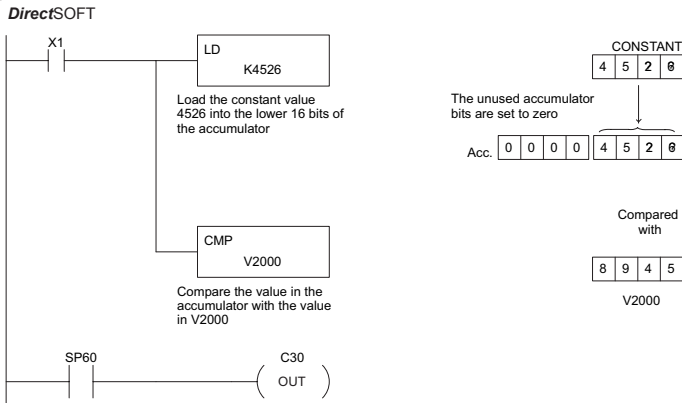 DirectSOFT
X1
LD
K4526
Load the constant value
4526 into the lower 16 bits of
the accumulator
CMP
V2000
Compare the value in the
accumulator with the value
in V2000
SP60
C30
OUT
CONSTANT
4 5 2
The unused accumulator
bits are set to zero
Acc. 0 0 0 0 4 5 2
Compared
with
8 9 4 5
V2000